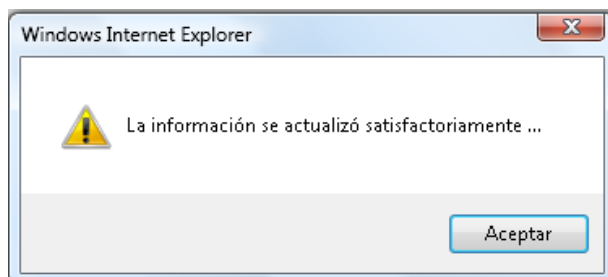 Windows Internet Explorer
La información se actualizó satisfactoriamente ...
Aceptar